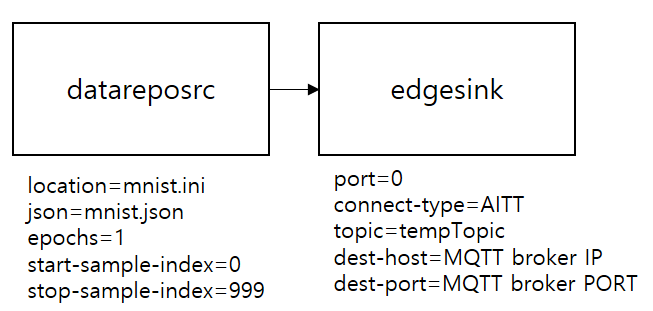 datareposrc
edgesink
location=mnist.ini
json=mnist.json
epochs=1
start-sample-index=0
stop-sample-index=999
port=0
connect-type=AITT
topic=tempTopic
dest-host=MQTT broker IP
dest-port=MQTT broker PORT